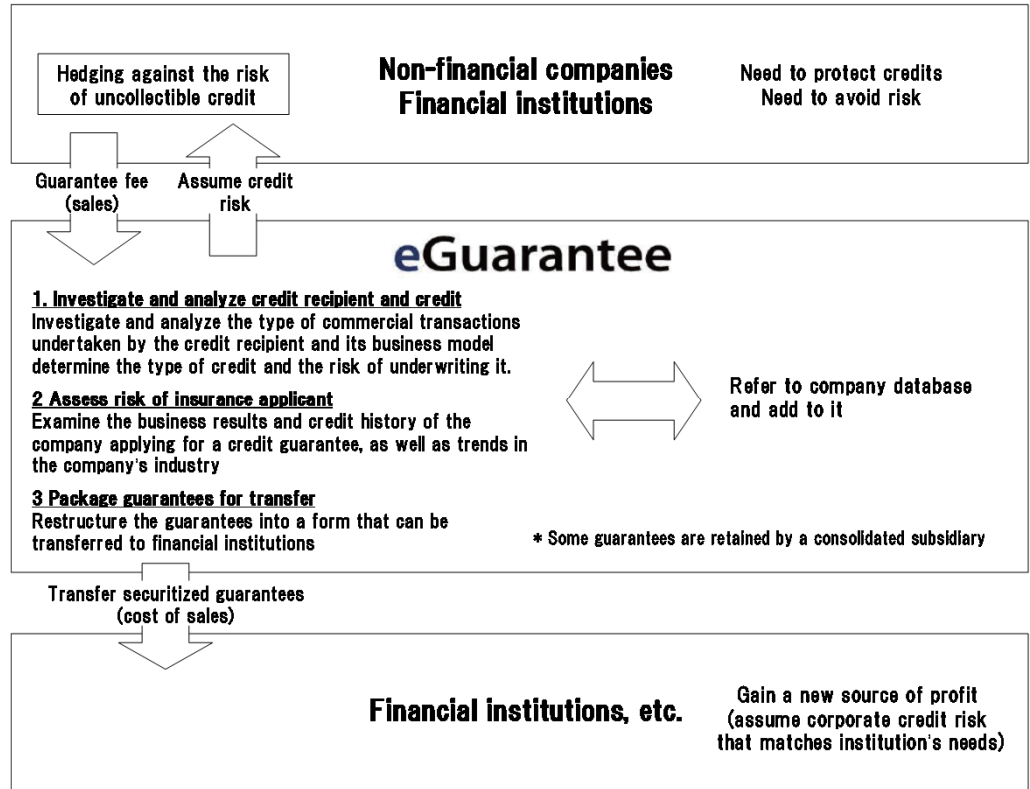 Hedging against the risk
of uncollectible credit
Non-financial companies
Financial institutions
Need to protect credits
Need to avoid risk
Guarantee fee
(sales)
Assume credit
risk
eGuarantee
1. Investigate and analyze credit recipient and credit
Investigate and analyze the type of commercial transactions
undertaken by the credit recipient and its business model
determine the type of credit and the risk of underwriting it.
2 Assess risk of insurance applicant
Examine the business results and credit history of the
company applying for a credit guarantee, as well as trends in
the company's industry
3 Package guarantees for transfer
Restructure the guarantees into a form that can be
transferred to financial institutions
Refer to company database
and add to it
* Some guarantees are retained by a consolidated subsidiary
Transfer securitized guarantees
(cost of sales)
Financial institutions, etc.
Gain a new source of profit
(assume corporate credit risk
that matches institution's needs)